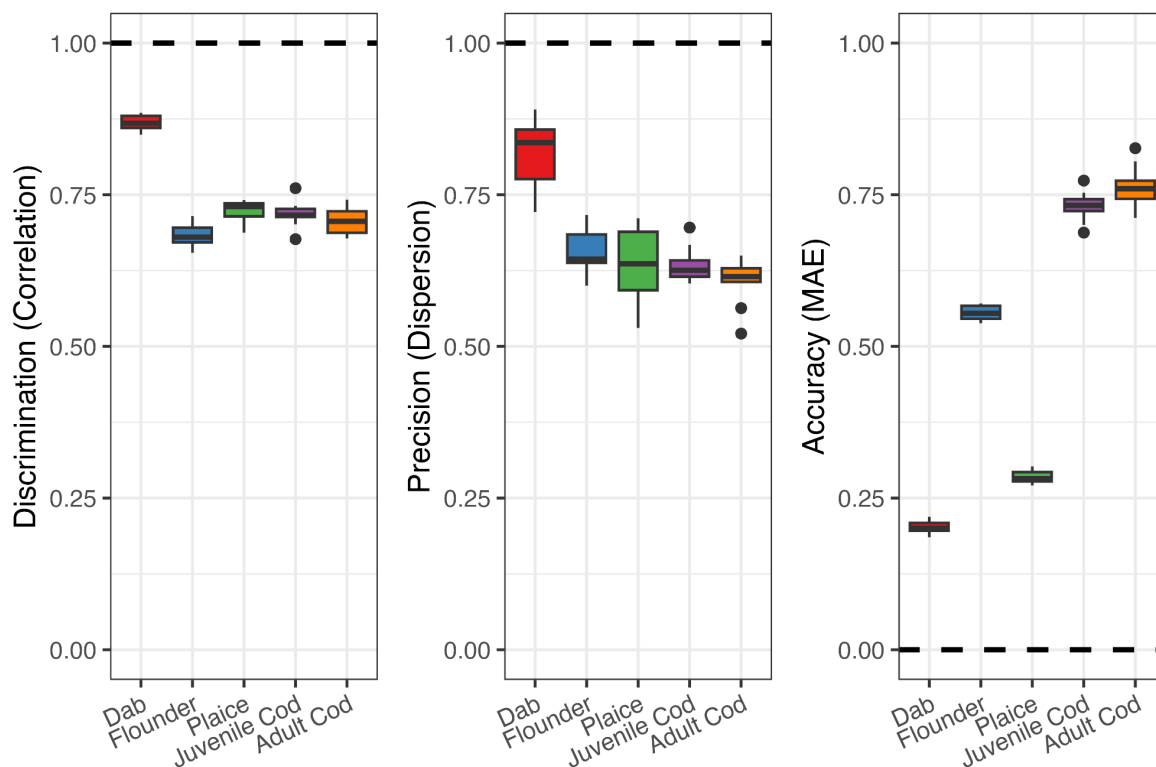 Discrimination (Correlation)
1.00
0.75
0.50
0.25
0.00
Dab
Flounder
Plaice
Juvenile Cod
Adult Cod
Precision (Dispersion)
1.00
0.75
0.50
0.25
0.00
Dab
Flounder
Plaice
Juvenile Cod
Adult Cod
Accuracy (MAE)
1.00
0.75
0.50
0.25
0.00
Dab
Flounder
Plaice
Juvenile Cod
Adult Cod